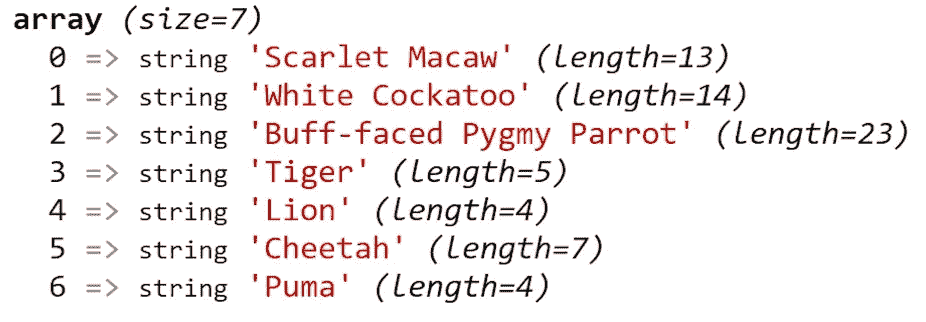 array (size=7)
0 => string 'Scarlet Macaw' (length=13)
1 => string 'White Cockatoo' (length=14)
2 => string 'Buff-faced Pygmy Parrot' (length=23)
3 => string 'Tiger' (length=5)
4 => string 'Lion' (length=4)
5 => string 'Cheetah' (length=7)
6 => string 'Puma' (length=4)